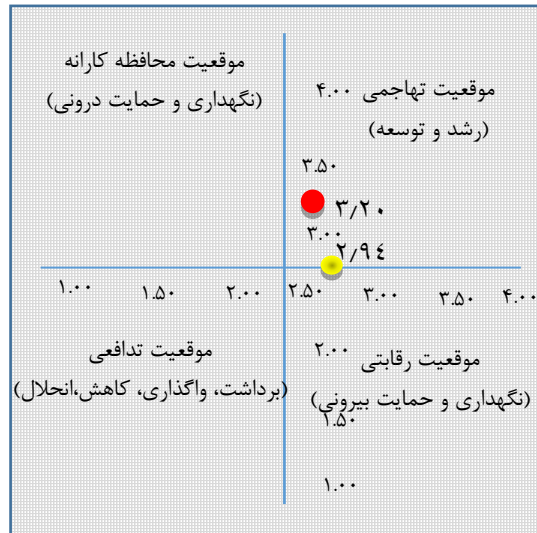 موقعیت محافظه کارانه
(نگهداری و حمایت درونی)
موقعیت تهاجمی ۴.۰۰
(رشد و توسعه)
۳.۵۰
۳/۲۰
۳.۰۰
۲/۹٤
۱.۰۰ ۱.۵۰ ۲.۰۰ ۲.۵۰ ۳.۰۰ ۳.۵۰ ۴.۰۰
موقعیت تدافعی
(برداشت، واگذاری، کاهش،انحلال)
موقعیت رقابتی ۲.۰۰
(نگهداری و حمایت بیرونی)
۱.۵۰
۱.۰۰